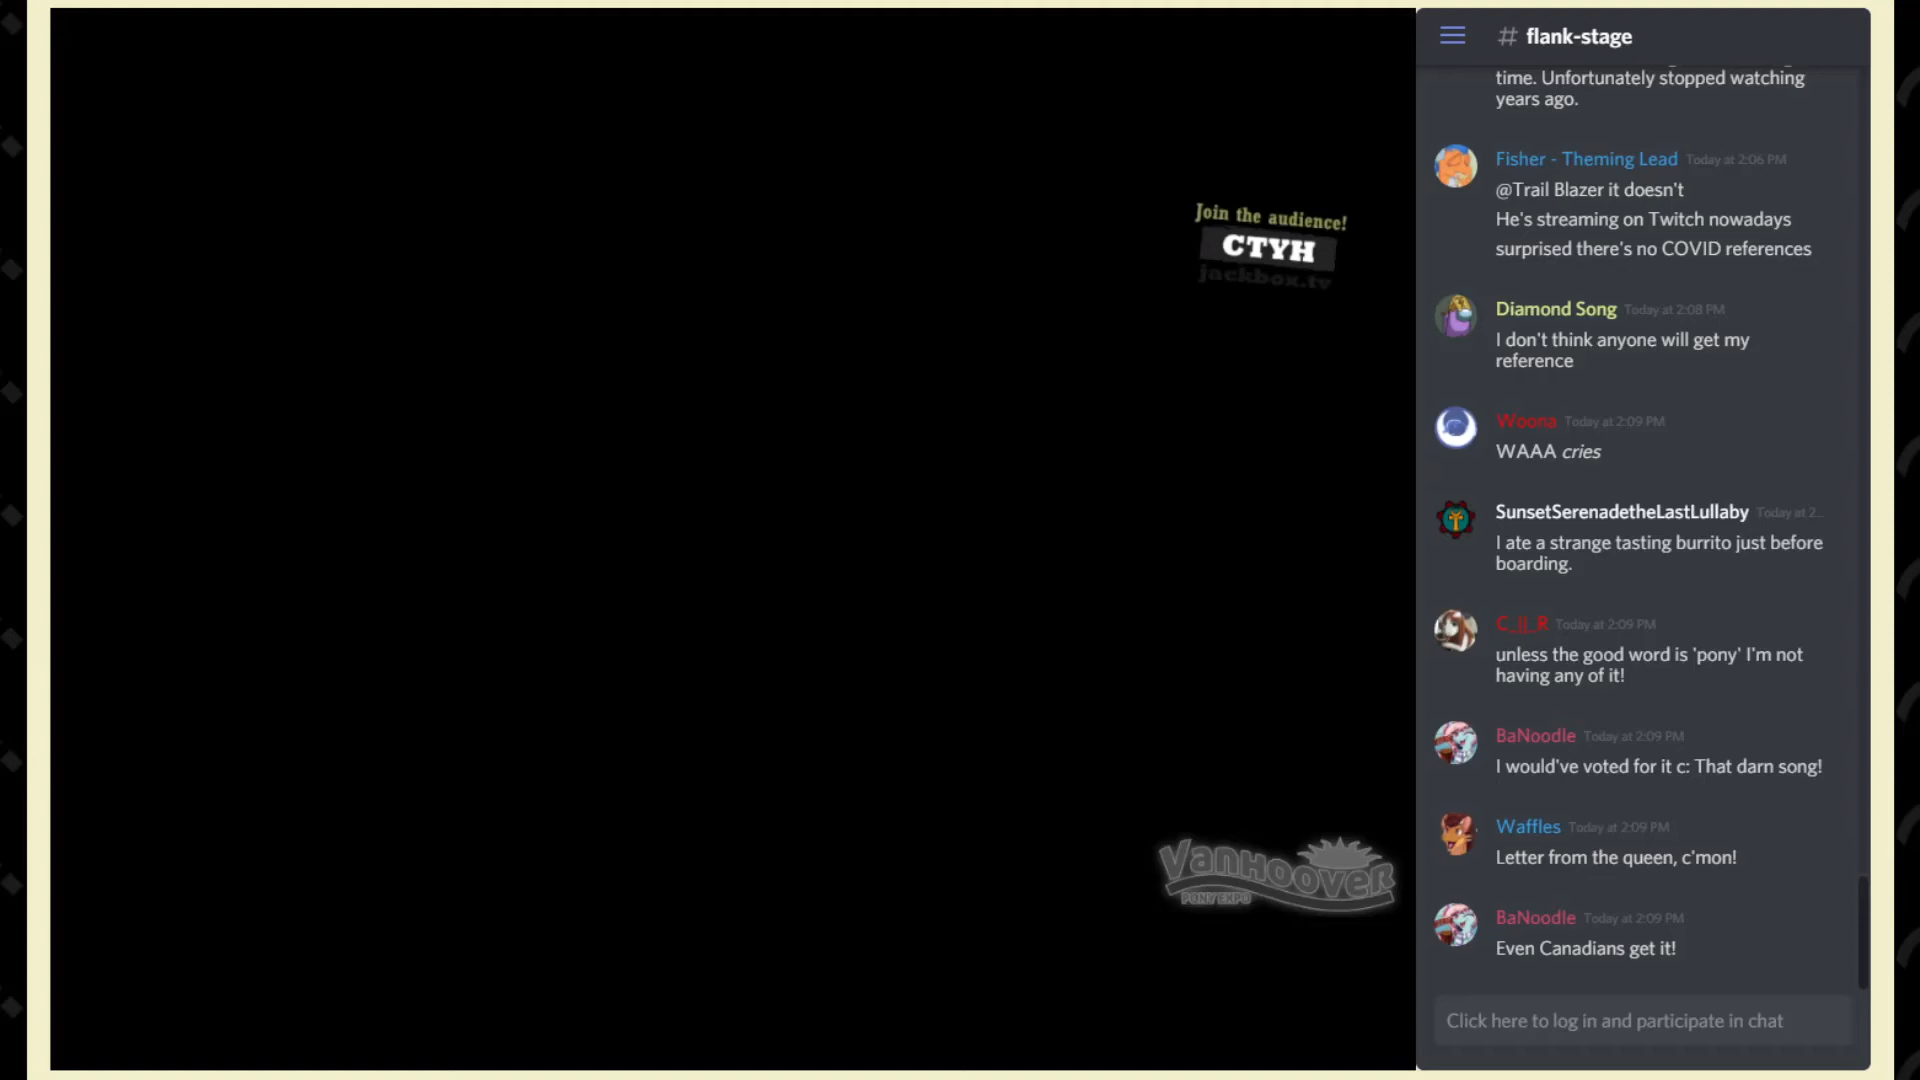 Join the audience!
CTYH
jackbox.tv
VANHOOVER
PONY EXPO
# flank-stage
time. Unfortunately stopped watching
years ago.
Fisher - Theming Lead Today at 2:06 PM
@Trail Blazer it doesn't
He's streaming on Twitch nowadays
surprised there's no COVID references
Diamond Song Today at 2:08 PM
I don't think anyone will get my
reference
Woona Today at 2:09 PM
WAAA cries
SunsetSerenadetheLastLullaby Today at 2...
I ate a strange tasting burrito just before
boarding.
C_||_R Today at 2:09 PM
unless the good word is 'pony' I'm not
having any of it!
BaNoodle Today at 2:09 PM
I would've voted for it c: That darn song!
Waffles Today at 2:09 PM
Letter from the queen, c'mon!
BaNoodle Today at 2:09 PM
Even Canadians get it!
Click here to log in and participate in chat